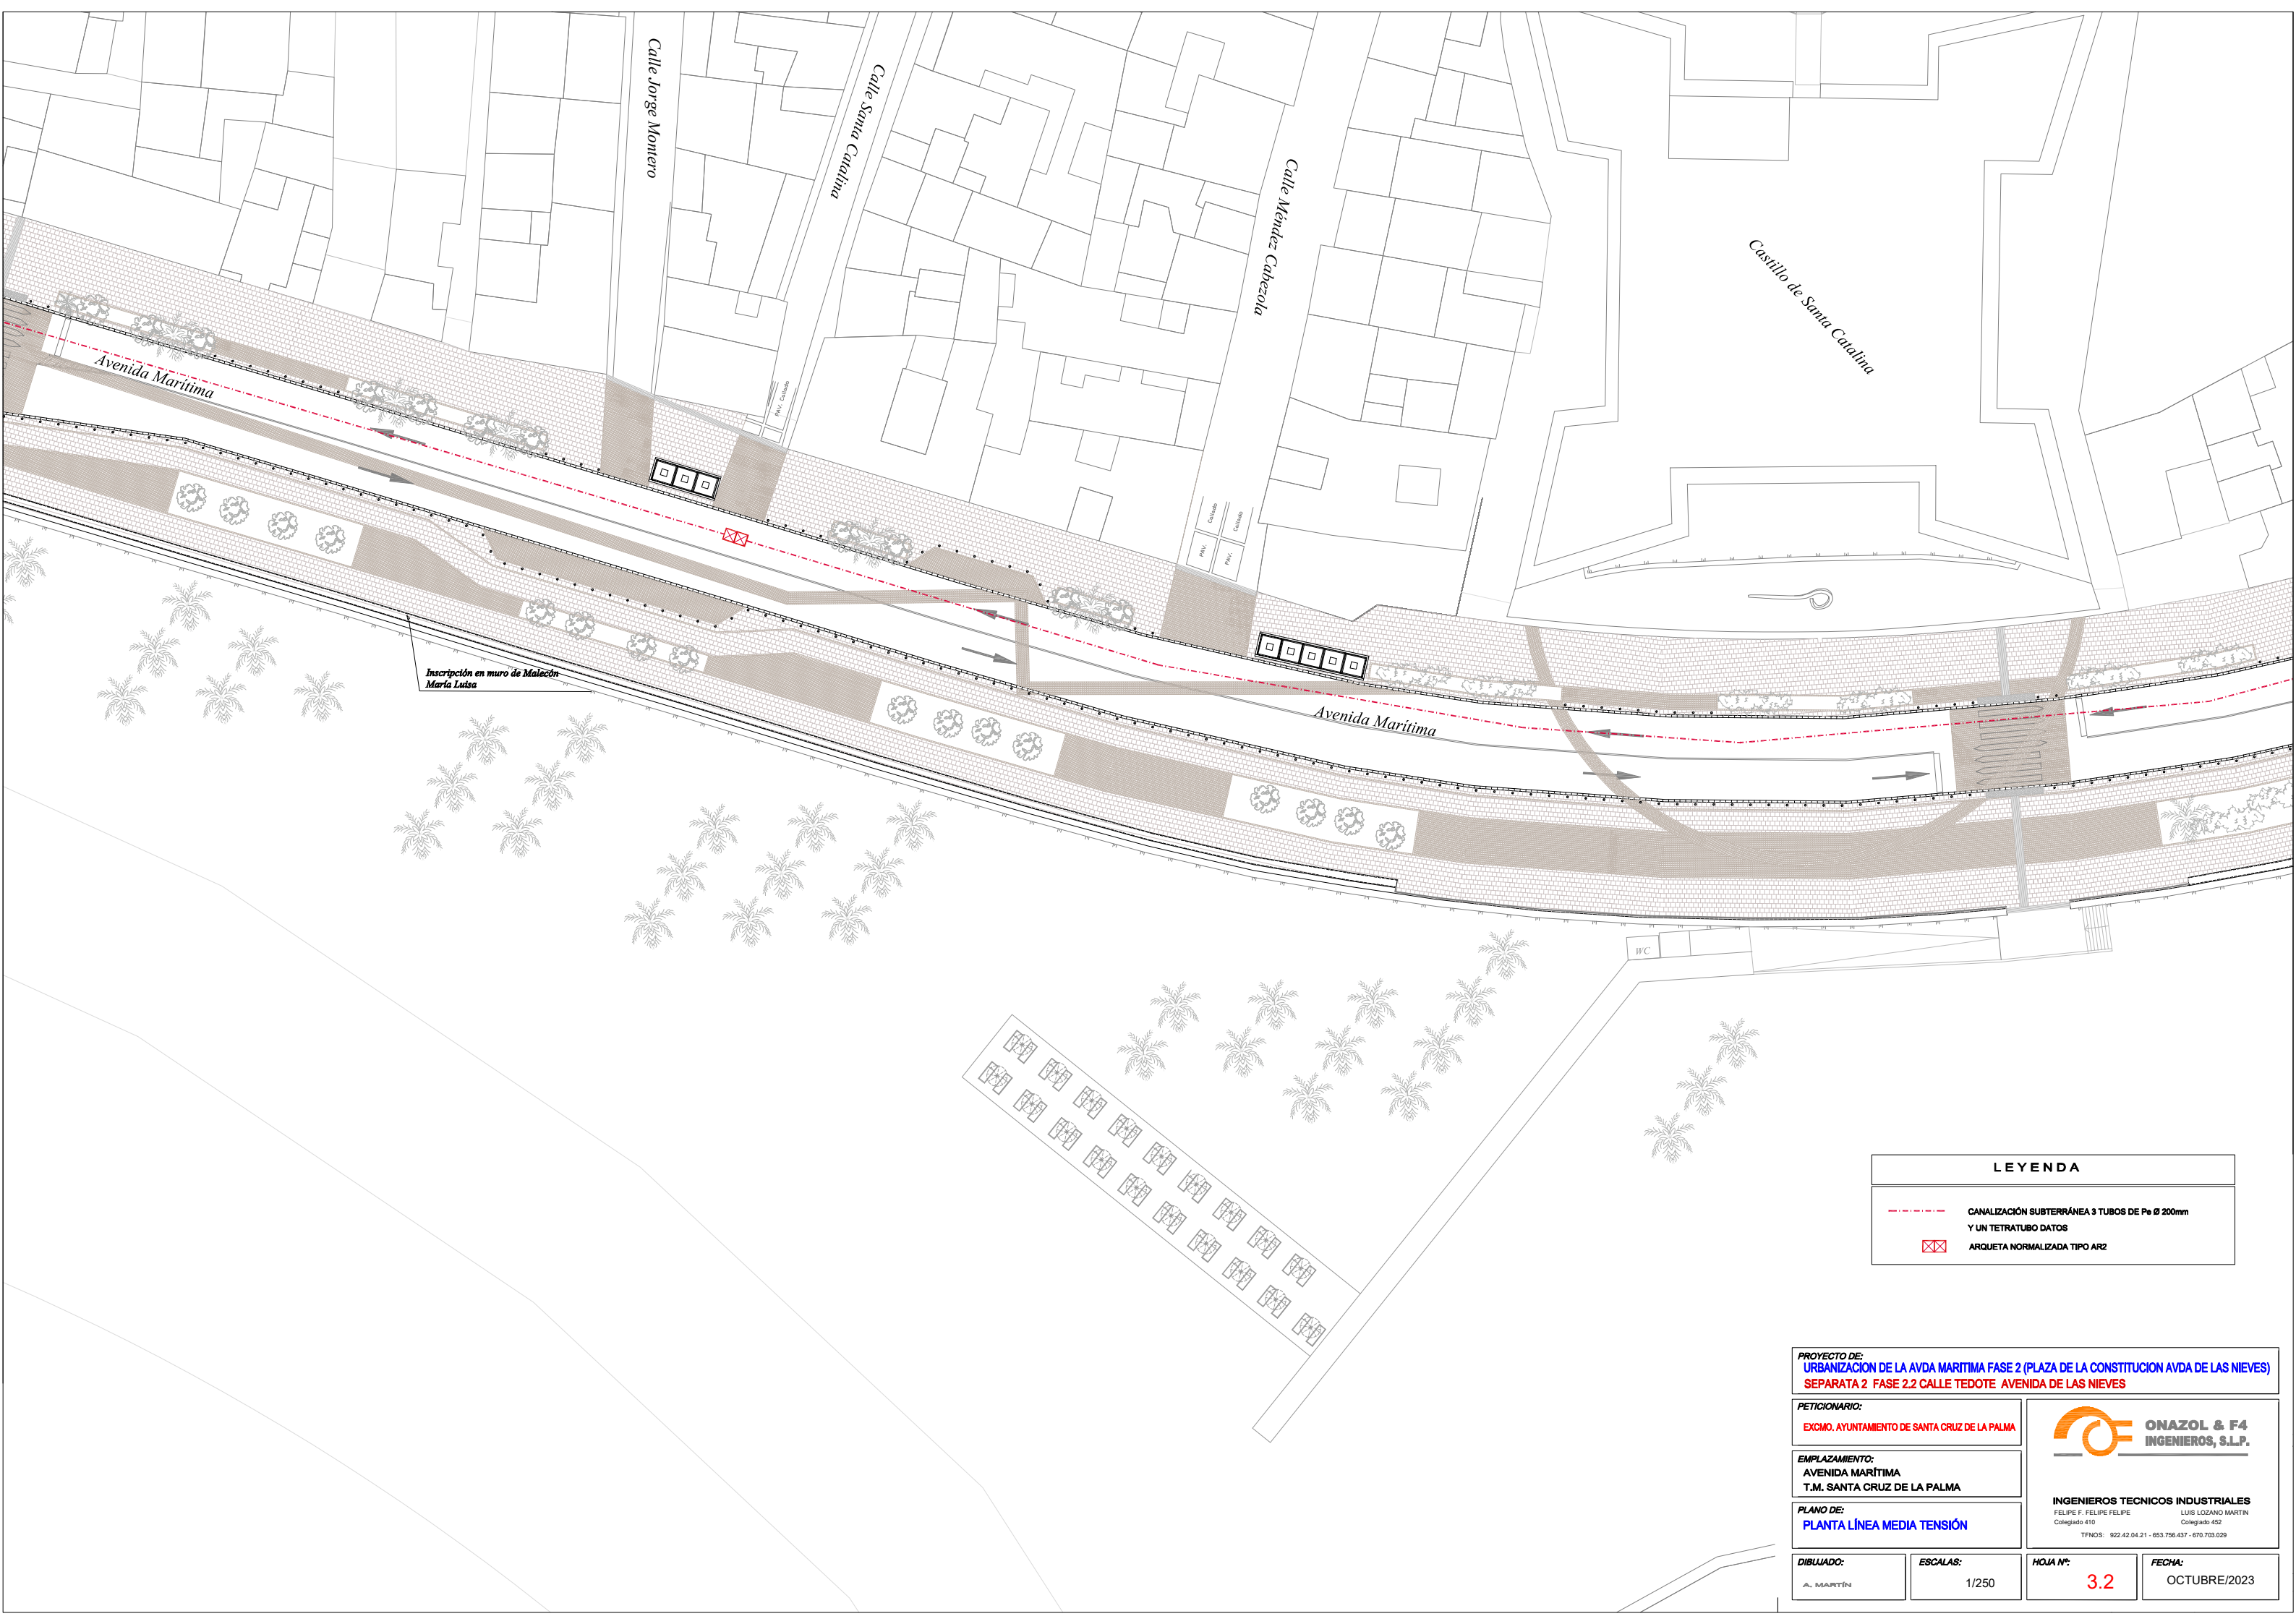 Calle Jorge Montero
Calle Santa Catalina
Calle Méndez Cabezola
Castillo de Santa Catalina
Avenida Marítima
PAV. Callado
PAV. Callado
PAV. Callado
Inscripción en muro de Malecón
María Luisa
Avenida Marítima
WC
LEYENDA
CANALIZACIÓN SUBTERRÁNEA 3 TUBOS DE Pe Ø 200mm
Y UN TETRATUBO DATOS
ARQUETA NORMALIZADA TIPO AR2
PROYECTO DE:
URBANIZACION DE LA AVDA MARITIMA FASE 2 (PLAZA DE LA CONSTITUCION AVDA DE LAS NIEVES)
SEPARATA 2 FASE 2.2 CALLE TEDOTE AVENIDA DE LAS NIEVES
PETICIONARIO:
EXCMO. AYUNTAMIENTO DE SANTA CRUZ DE LA PALMA
EMPLAZAMIENTO:
AVENIDA MARÍTIMA
T.M. SANTA CRUZ DE LA PALMA
PLANO DE:
PLANTA LÍNEA MEDIA TENSIÓN
ONAZOL & F4
INGENIEROS, S.L.P.
INGENIEROS TECNICOS INDUSTRIALES
FELIPE F. FELIPE FELIPE LUIS LOZANO MARTIN
Colegiado 410 Colegiado 452
TFNOS: 922.42.04.21 - 653.756.437 - 670.703.029
DIBUJADO:
A. MARTÍN
ESCALAS:
1/250
HOJA Nº:
3.2
FECHA:
OCTUBRE/2023